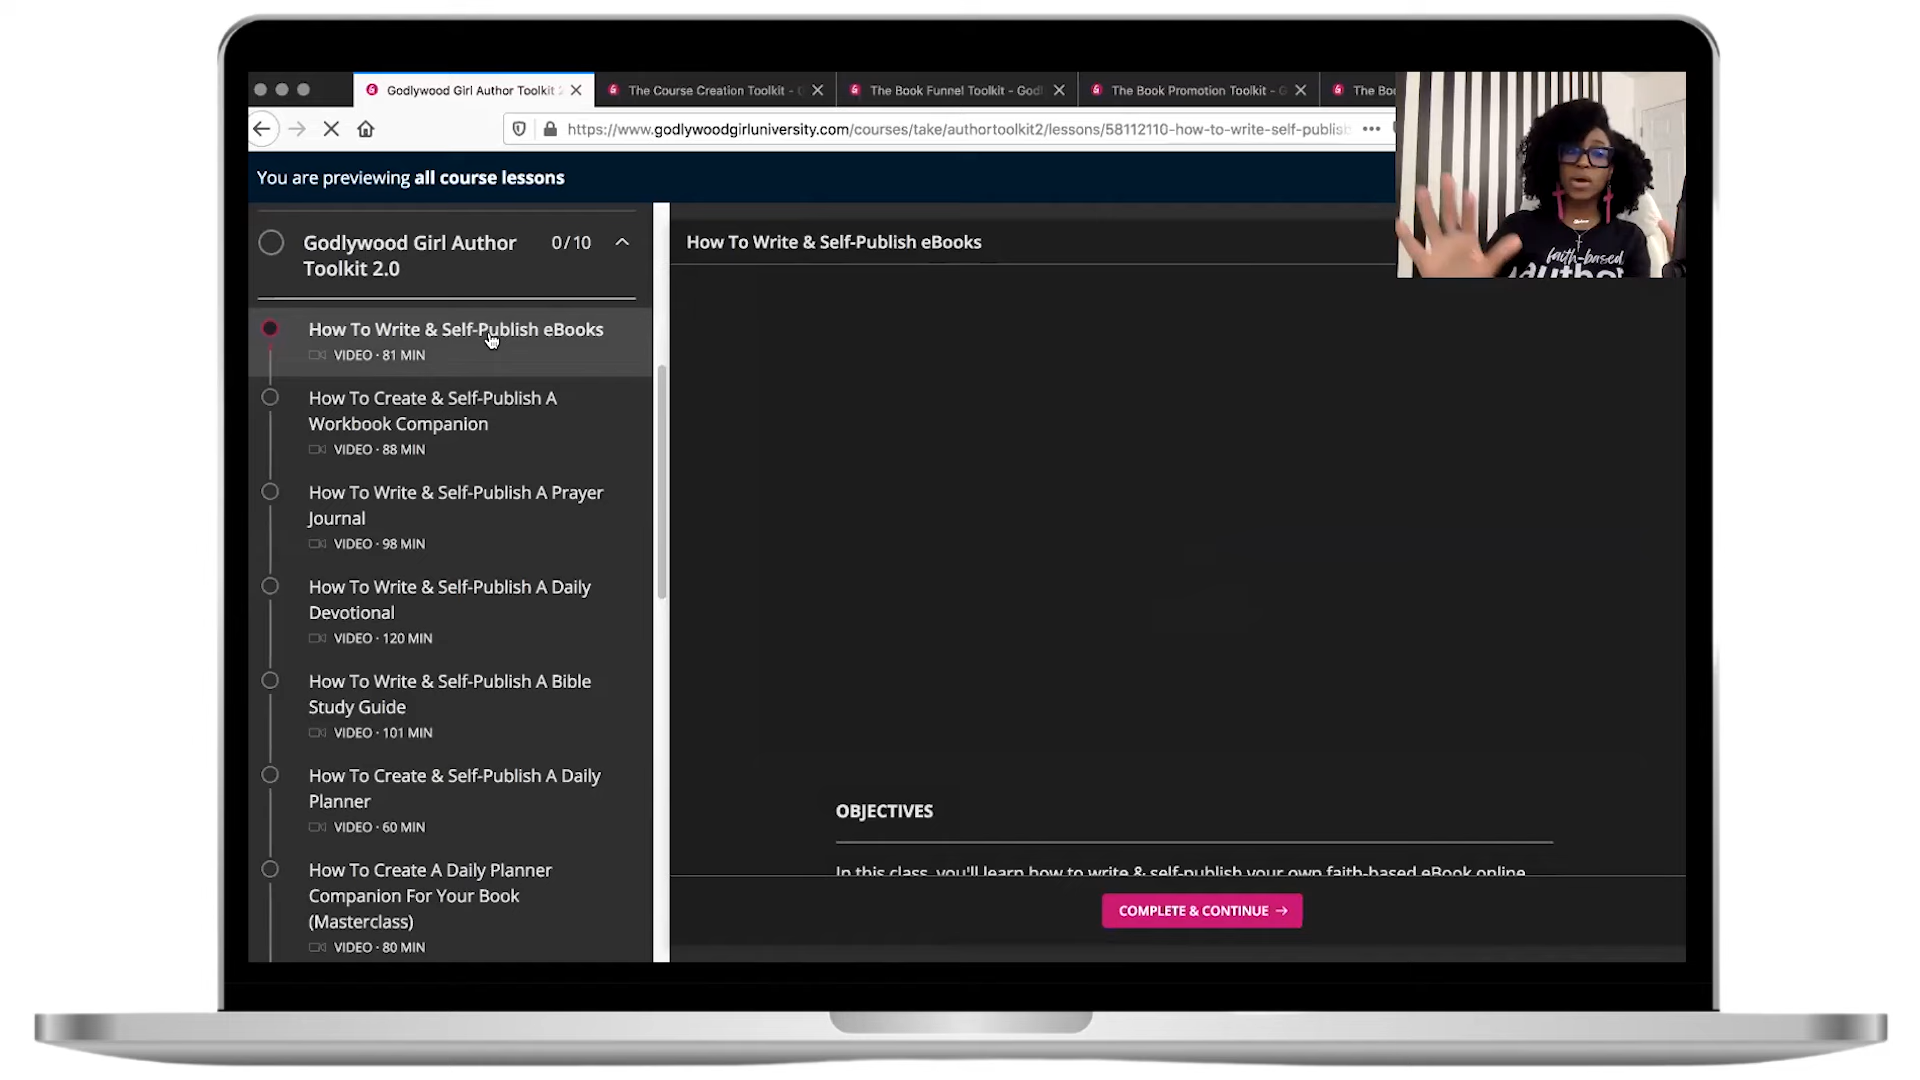 Godlywood Girl Author Toolkit 2
The Course Creation Toolkit -
The Book Funnel Toolkit - God
The Book Promotion Toolkit - G
The Bo
https://www.godlywoodgirluniversity.com/courses/take/authortoolkit2/lessons/58112110-how-to-write-self-publish
You are previewing all course lessons
Godlywood Girl Author
Toolkit 2.0
0/10
How To Write & Self-Publish eBooks
VIDEO · 81 MIN
How To Create & Self-Publish A
Workbook Companion
VIDEO · 88 MIN
How To Write & Self-Publish A Prayer
Journal
VIDEO · 98 MIN
How To Write & Self-Publish A Daily
Devotional
VIDEO · 120 MIN
How To Write & Self-Publish A Bible
Study Guide
VIDEO · 101 MIN
How To Create & Self-Publish A Daily
Planner
VIDEO · 60 MIN
How To Create A Daily Planner
Companion For Your Book
(Masterclass)
VIDEO · 80 MIN
How To Write & Self-Publish eBooks
OBJECTIVES
In this class, you'll learn how to write & self-publish your own faith-based eBook online
COMPLETE & CONTINUE →
faith-based
author